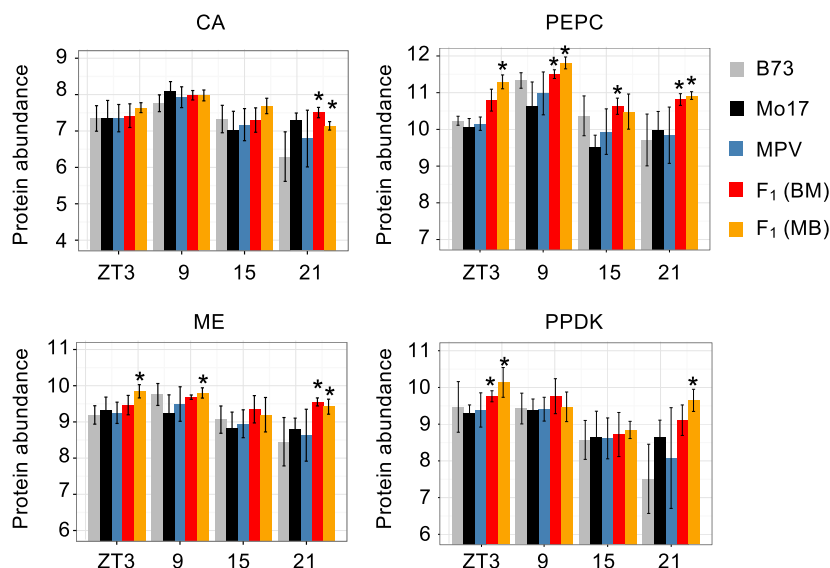 CA
Protein abundance
9
8
7
6
5
4
ZT3 9 15 21
PEPC
Protein abundance
12
11
10
9
8
7
ZT3 9 15 21
* * * * * * *
B73
Mo17
MPV
F1 (BM)
F1 (MB)
ME
Protein abundance
11
10
9
8
7
6
ZT3 9 15 21
* * * *
PPDK
Protein abundance
11
10
9
8
7
6
ZT3 9 15 21
* * *